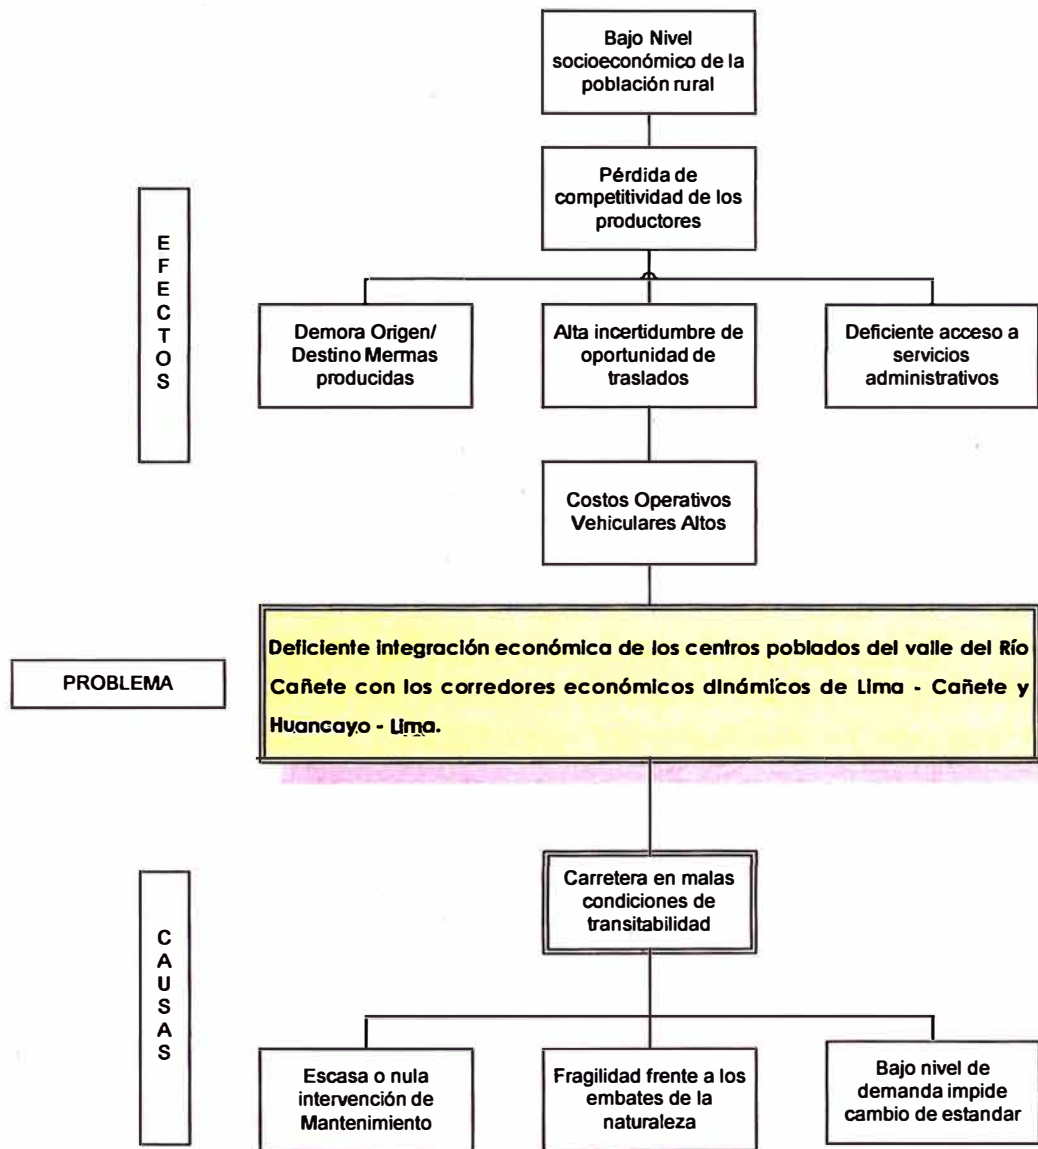 Bajo Nivel
socioeconómico de la
población rural
Pérdida de
competitividad de los
productores
E
F
E
C
T
O
S
Demora Origen/
Destino Mermas
producidas
Alta incertidumbre de
oportunidad de
traslados
Deficiente acceso a
servicios
administrativos
Costos Operativos
Vehiculares Altos
PROBLEMA
Deficiente integración económica de los centros poblados del valle del Río
Cañete con los corredores económicos dinámicos de Lima - Cañete y
Huancayo - Lima.
Carretera en malas
condiciones de
transitabilidad
C
A
U
S
A
S
Escasa o nula
intervención de
Mantenimiento
Fragilidad frente a los
embates de la
naturaleza
Bajo nivel de
demanda impide
cambio de estandar